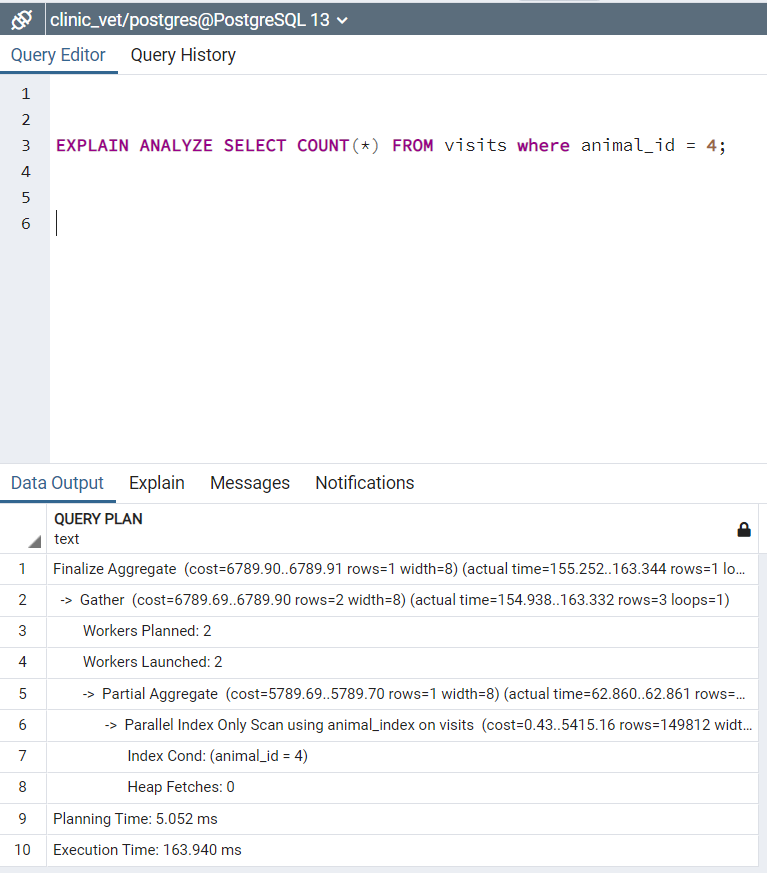 clinic_vet/postgres@PostgreSQL 13
Query Editor Query History
1
2
3 EXPLAIN ANALYZE SELECT COUNT(*) FROM visits where animal_id = 4;
4
5
6
Data Output Explain Messages Notifications
QUERY PLAN
text
1 Finalize Aggregate (cost=6789.90..6789.91 rows=1 width=8) (actual time=155.252..163.344 rows=1 lo...
2 -> Gather (cost=6789.69..6789.90 rows=2 width=8) (actual time=154.938..163.332 rows=3 loops=1)
3 Workers Planned: 2
4 Workers Launched: 2
5 -> Partial Aggregate (cost=5789.69..5789.70 rows=1 width=8) (actual time=62.860..62.861 rows=...
6 -> Parallel Index Only Scan using animal_index on visits (cost=0.43..5415.16 rows=149812 widt...
7 Index Cond: (animal_id = 4)
8 Heap Fetches: 0
9 Planning Time: 5.052 ms
10 Execution Time: 163.940 ms